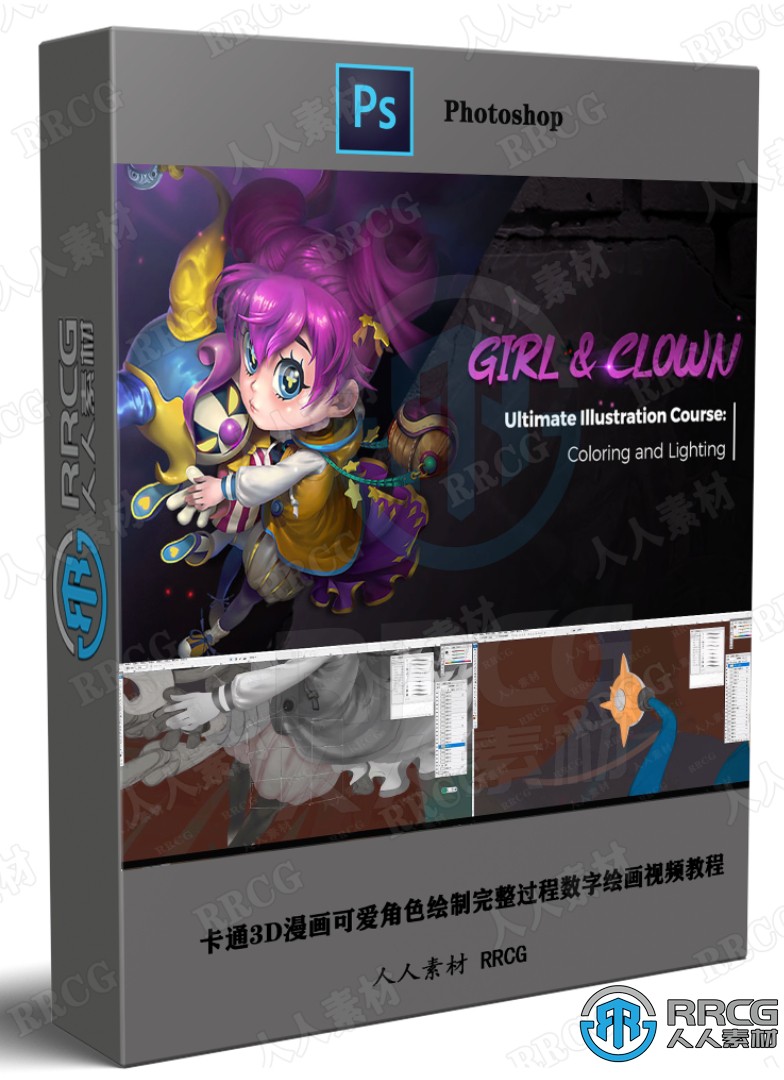 Ps
Photoshop
GIRL & CLOWN
Ultimate Illustration Course:
Coloring and Lighting
RRCG
人人素材
卡通3D漫画可爱角色绘制完整过程数字绘画视频教程
人人素材 RRCG
RRCG
人人素材